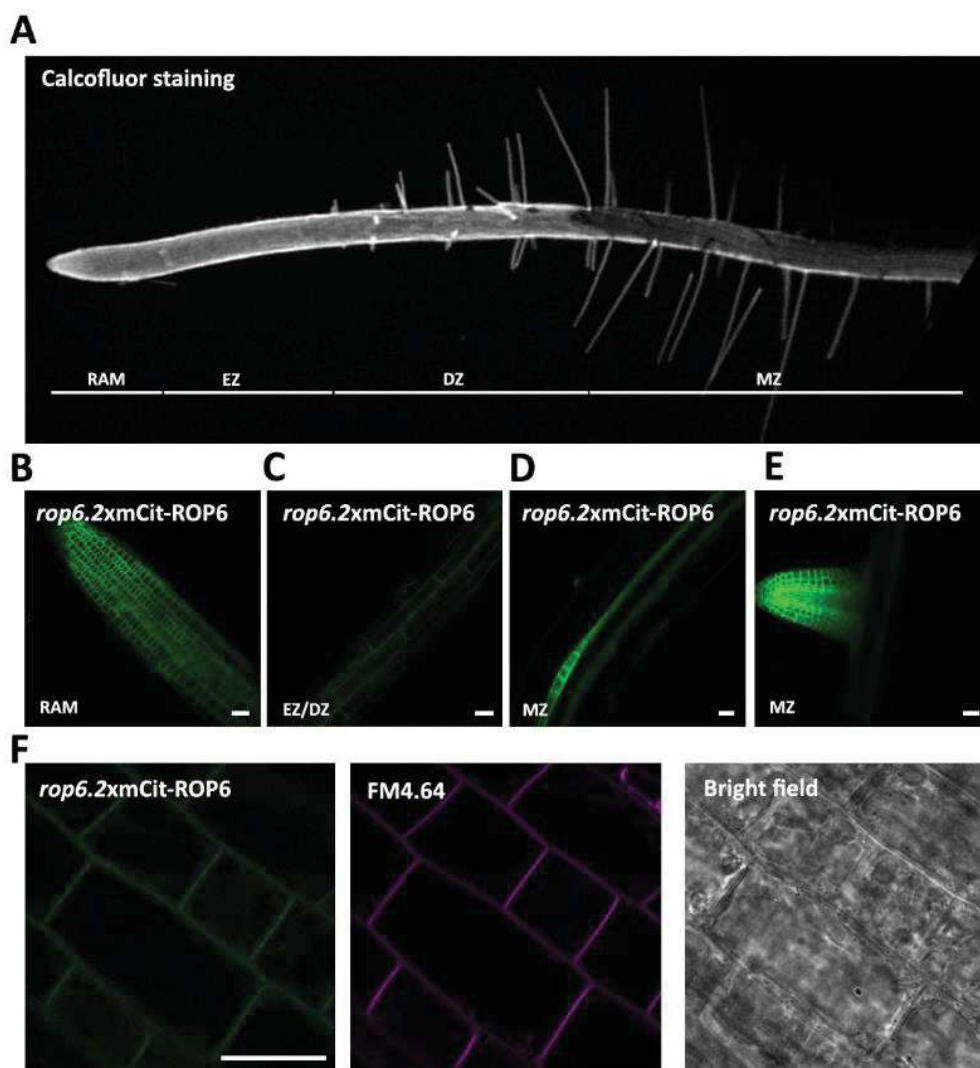 A
Calcofluor staining
RAM EZ DZ MZ
B C D E
rop6.2xmCit-ROP6 rop6.2xmCit-ROP6 rop6.2xmCit-ROP6 rop6.2xmCit-ROP6
RAM EZ/DZ MZ MZ
F
rop6.2xmCit-ROP6 FM4.64 Bright field